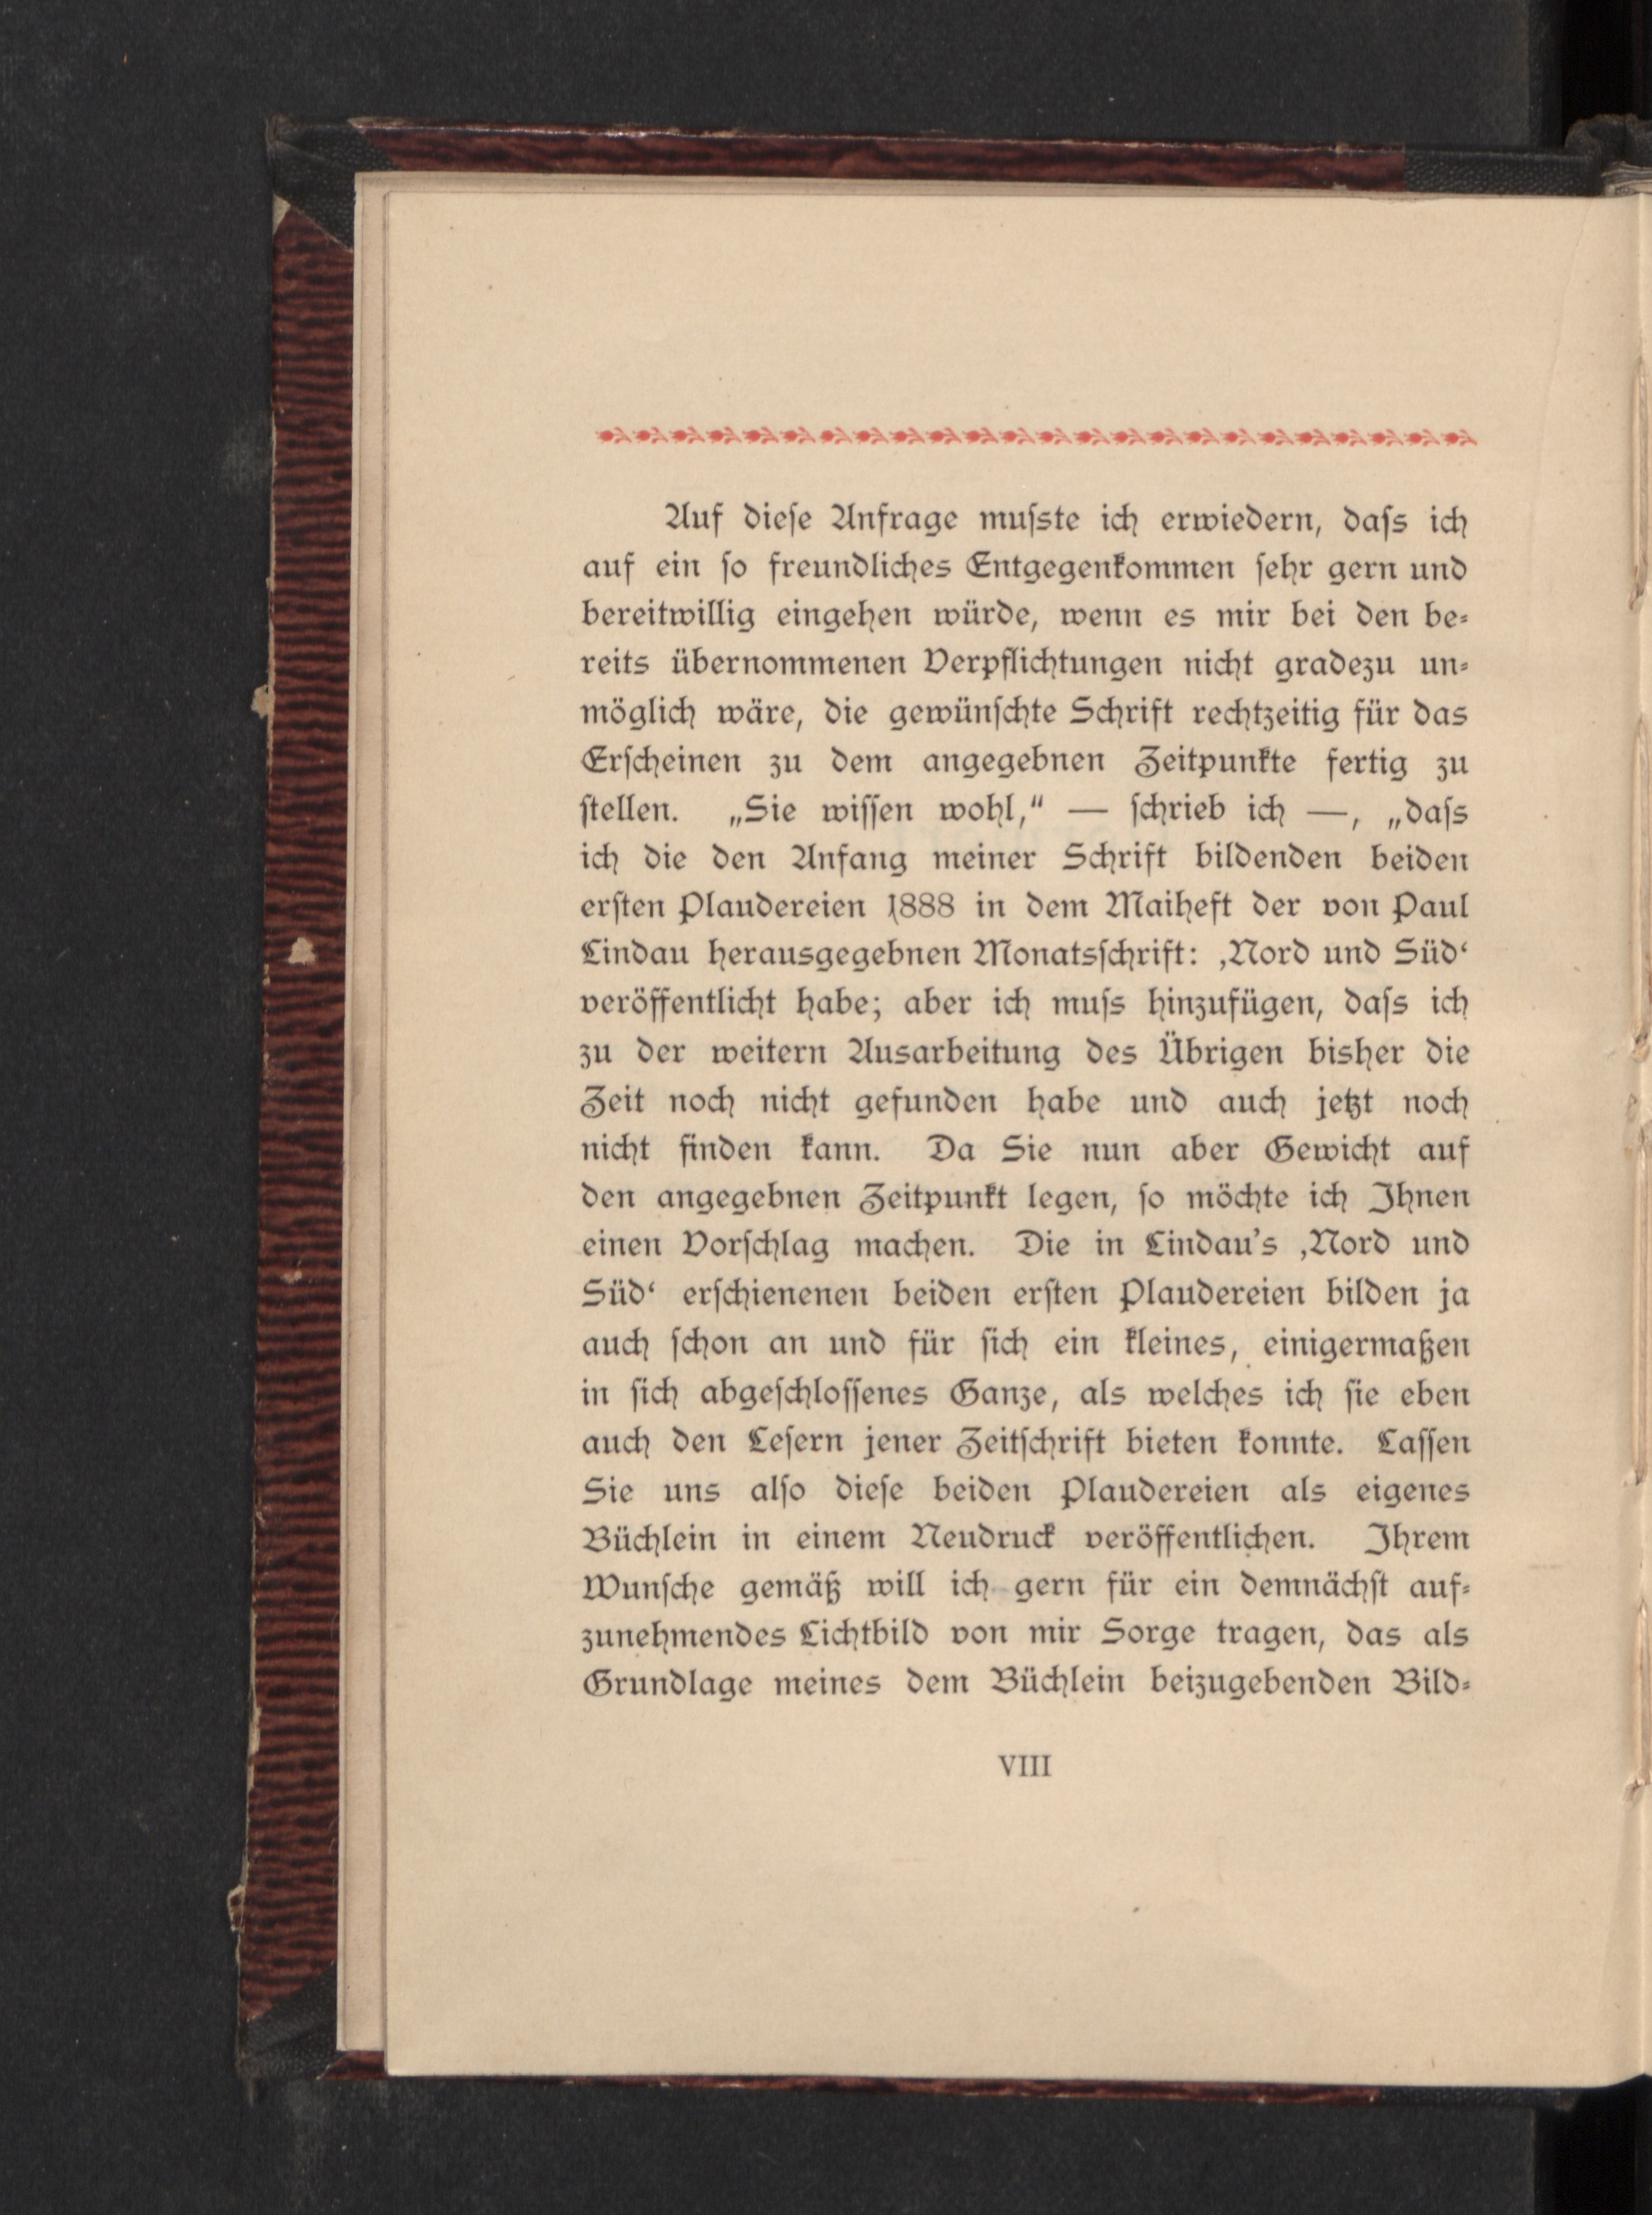 Auf dieſe Anfrage muſste ich erwiedern, daſs ich
auf ein ſo freundliches Entgegenkommen ſehr gern und
bereitwillig eingehen würde, wenn es mir bei den be⸗
reits übernommenen Verpflichtungen nicht gradezu un⸗
möglich wäre, die gewünſchte Schrift rechtzeitig für das
Erſcheinen zu dem angegebnen Zeitpunkte fertig zu
ſtellen. „Sie wiſſen wohl,“ — ſchrieb ich —, „daſs
ich die den Anfang meiner Schrift bildenden beiden
erſten Plaudereien 1888 in dem Maiheft der von Paul
Lindau herausgegebnen Monatsſchrift: ‚Nord und Süd‘
veröffentlicht habe; aber ich muſs hinzufügen, daſs ich
zu der weitern Ausarbeitung des Übrigen bisher die
Zeit noch nicht gefunden habe und auch jetzt noch
nicht finden kann. Da Sie nun aber Gewicht auf
den angegebnen Zeitpunkt legen, ſo möchte ich Ihnen
einen Vorſchlag machen. Die in Lindau’s ‚Nord und
Süd‘ erſchienenen beiden erſten Plaudereien bilden ja
auch ſchon an und für ſich ein kleines, einigermaßen
in ſich abgeſchloſſenes Ganze, als welches ich ſie eben
auch den Leſern jener Zeitſchrift bieten konnte. Laſſen
Sie uns alſo dieſe beiden Plaudereien als eigenes
Büchlein in einem Neudruck veröffentlichen. Ihrem
Wunſche gemäß will ich gern für ein demnächſt auf⸗
zunehmendes Lichtbild von mir Sorge tragen, das als
Grundlage meines dem Büchlein beizugebenden Bild⸗
VIII